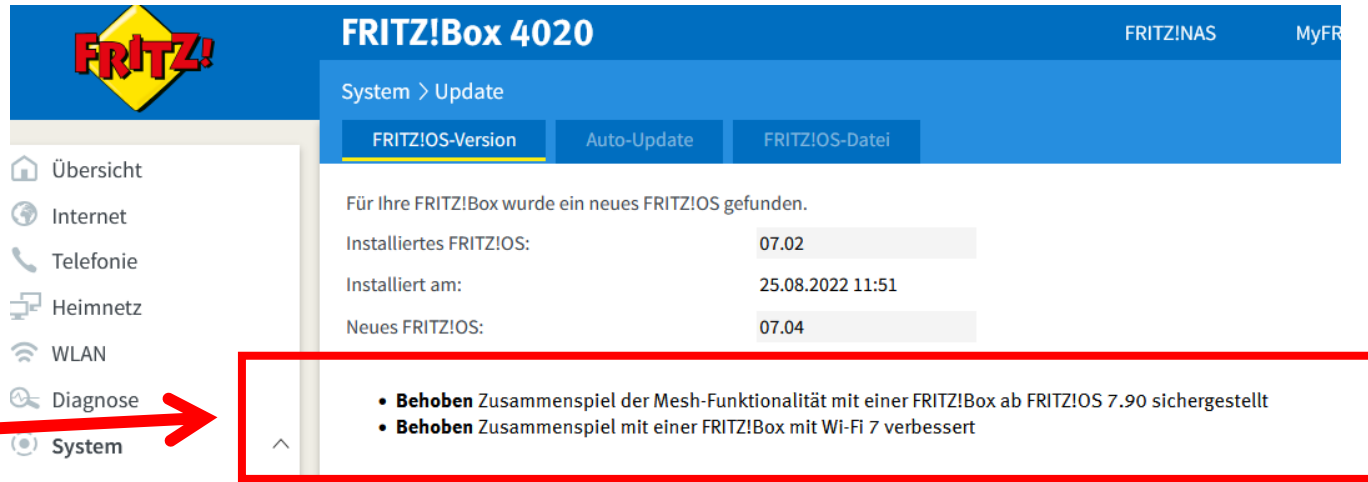 FRITZ!
FRITZ!Box 4020
FRITZ!NAS
MyFR
System > Update
FRITZ!OS-Version
Auto-Update
FRITZ!OS-Datei
Übersicht
Internet
Telefonie
Heimnetz
WLAN
Diagnose
System
Für Ihre FRITZ!Box wurde ein neues FRITZ!OS gefunden.
Installiertes FRITZ!OS: 07.02
Installiert am: 25.08.2022 11:51
Neues FRITZ!OS: 07.04
• Behoben Zusammenspiel der Mesh-Funktionalität mit einer FRITZ!Box ab FRITZ!OS 7.90 sichergestellt
• Behoben Zusammenspiel mit einer FRITZ!Box mit Wi-Fi 7 verbessert